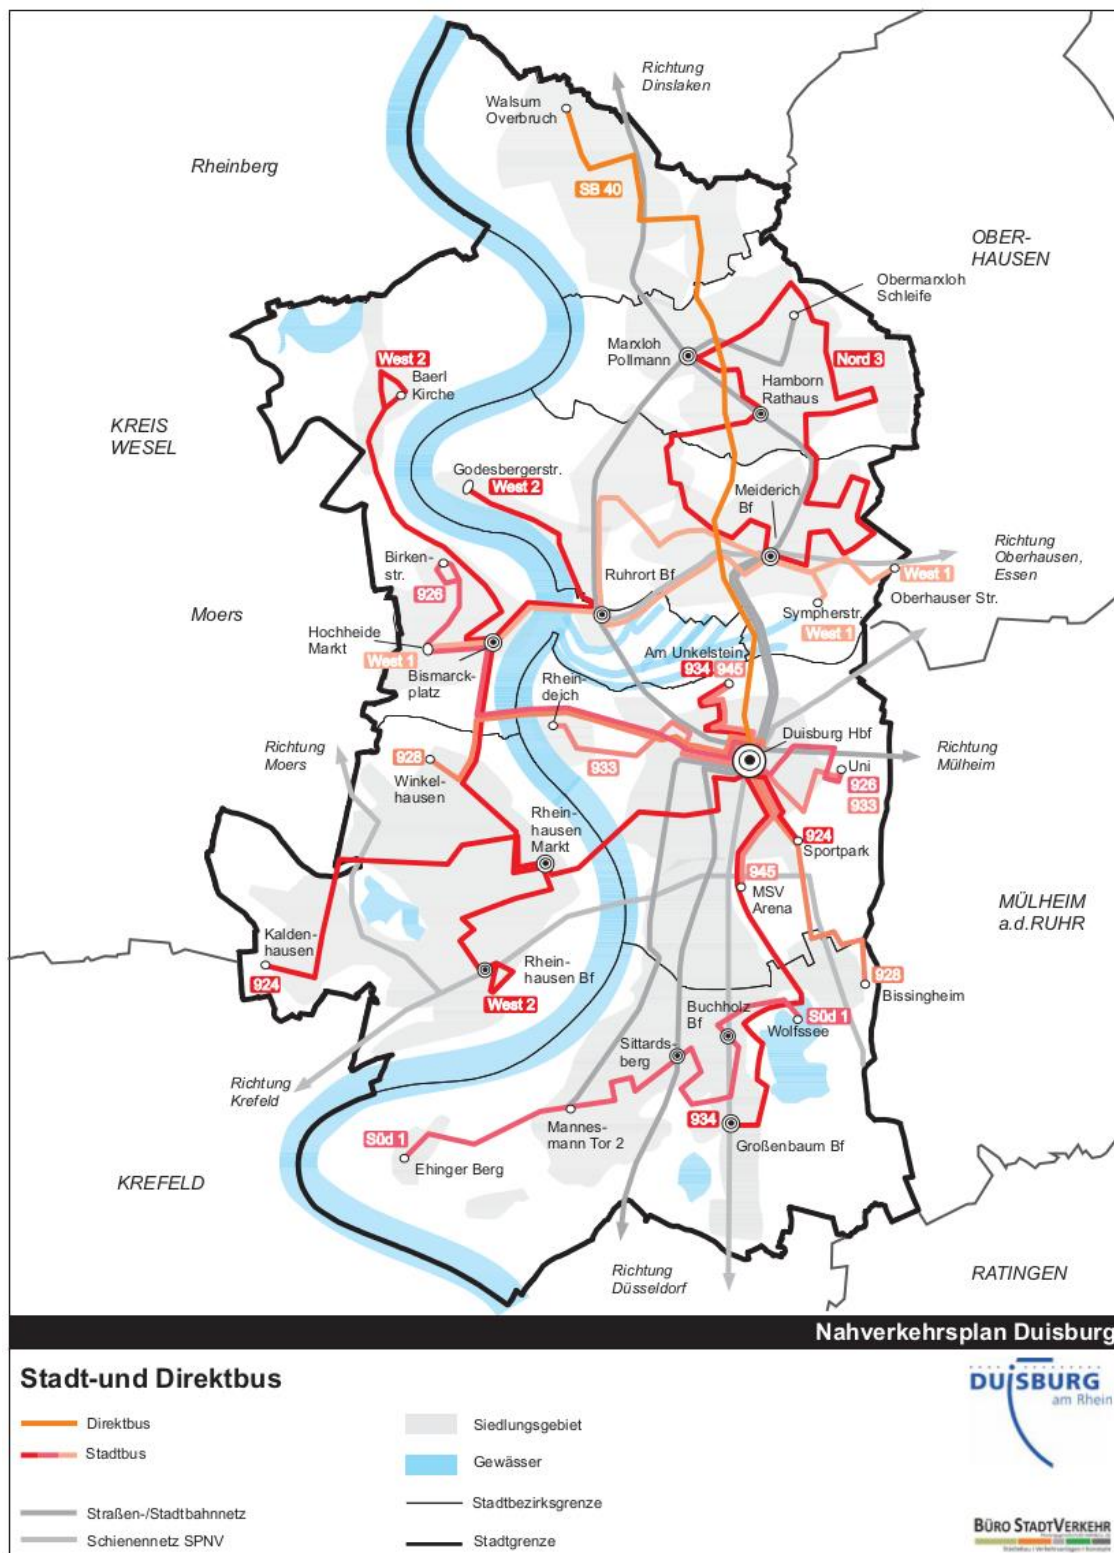 Richtung
Dinslaken
Walsum
Overbruch
Rheinberg
SB 40
OBER-
HAUSEN
Obermarxloh
Schleife
Marxloh
Pollmann
Nord 3
West 2
Baerl
Kirche
Hamborn
Rathaus
KREIS
WESEL
Godesbergerstr.
West 2
Meiderich
Bf
Richtung
Oberhausen,
Essen
Birken-
str.
926
Ruhrort Bf
West 1
Oberhauser Str.
Moers
Sympherstr.
West 1
Hochheide
Markt
West 1
Bismarck-
platz
Am Unkelstein
934 945
Rhein-
deich
Duisburg Hbf
Richtung
Moers
Richtung
Mülheim
928
Winkel-
hausen
933
Uni
926
933
Rhein-
hausen
Markt
924
Sportpark
945
MSV
Arena
MÜLHEIM
a.d.RUHR
Kalden-
hausen
924
Rhein-
hausen Bf
West 2
928
Bissingheim
Buchholz
Bf
Süd 1
Wolfssee
Sittards-
berg
Richtung
Krefeld
934
Großenbaum Bf
Mannes-
mann Tor 2
Süd 1
Ehinger Berg
KREFELD
Richtung
Düsseldorf
RATINGEN
Nahverkehrsplan Duisburg
Stadt-und Direktbus
Direktbus
Stadtbus
Straßen-/Stadtbahnnetz
Schienennetz SPNV
Siedlungsgebiet
Gewässer
Stadtbezirksgrenze
Stadtgrenze
DUISBURG
am Rhein
BÜRO STADTVERKEHR